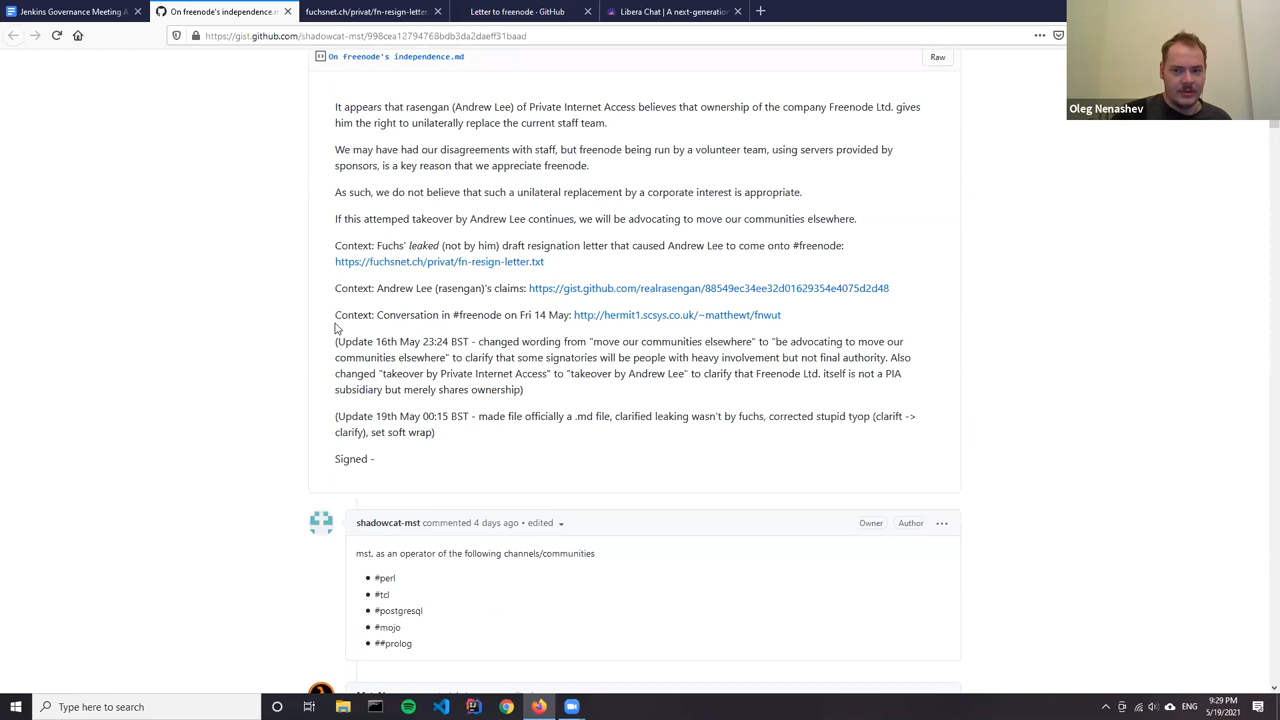 Jenkins Governance Meeting A
On freenode's independence.m
fuchsnet.ch/privat/fn-resign-letter.
Letter to freenode - GitHub
Libera Chat | A next-generation
https://gist.github.com/shadowcat-mst/998cea12794768bdb3da2daeff31baad
On freenode's independence.md
Raw
Oleg Nenashev
It appears that rasengan (Andrew Lee) of Private Internet Access believes that ownership of the company Freenode Ltd. gives
him the right to unilaterally replace the current staff team.
We may have had our disagreements with staff, but freenode being run by a volunteer team, using servers provided by
sponsors, is a key reason that we appreciate freenode.
As such, we do not believe that such a unilateral replacement by a corporate interest is appropriate.
If this attemped takeover by Andrew Lee continues, we will be advocating to move our communities elsewhere.
Context: Fuchs' leaked (not by him) draft resignation letter that caused Andrew Lee to come onto #freenode:
https://fuchsnet.ch/privat/fn-resign-letter.txt
Context: Andrew Lee (rasengan)'s claims: https://gist.github.com/realrasengan/88549ec34ee32d01629354e4075d2d48
Context: Conversation in #freenode on Fri 14 May: http://hermit1.scsys.co.uk/~matthewt/fnwut
(Update 16th May 23:24 BST - changed wording from "move our communities elsewhere" to "be advocating to move our
communities elsewhere" to clarify that some signatories will be people with heavy involvement but not final authority. Also
changed "takeover by Private Internet Access" to "takeover by Andrew Lee" to clarify that Freenode Ltd. itself is not a PIA
subsidiary but merely shares ownership)
(Update 19th May 00:15 BST - made file officially a .md file, clarified leaking wasn't by fuchs, corrected stupid tyop (clarift ->
clarify), set soft wrap)
Signed -
shadowcat-mst commented 4 days ago • edited
Owner
Author
mst, as an operator of the following channels/communities
• #perl
• #tcl
• #postgresql
• #mojo
• ##prolog
Type here to search
ENG
9:29 PM
5/19/2021